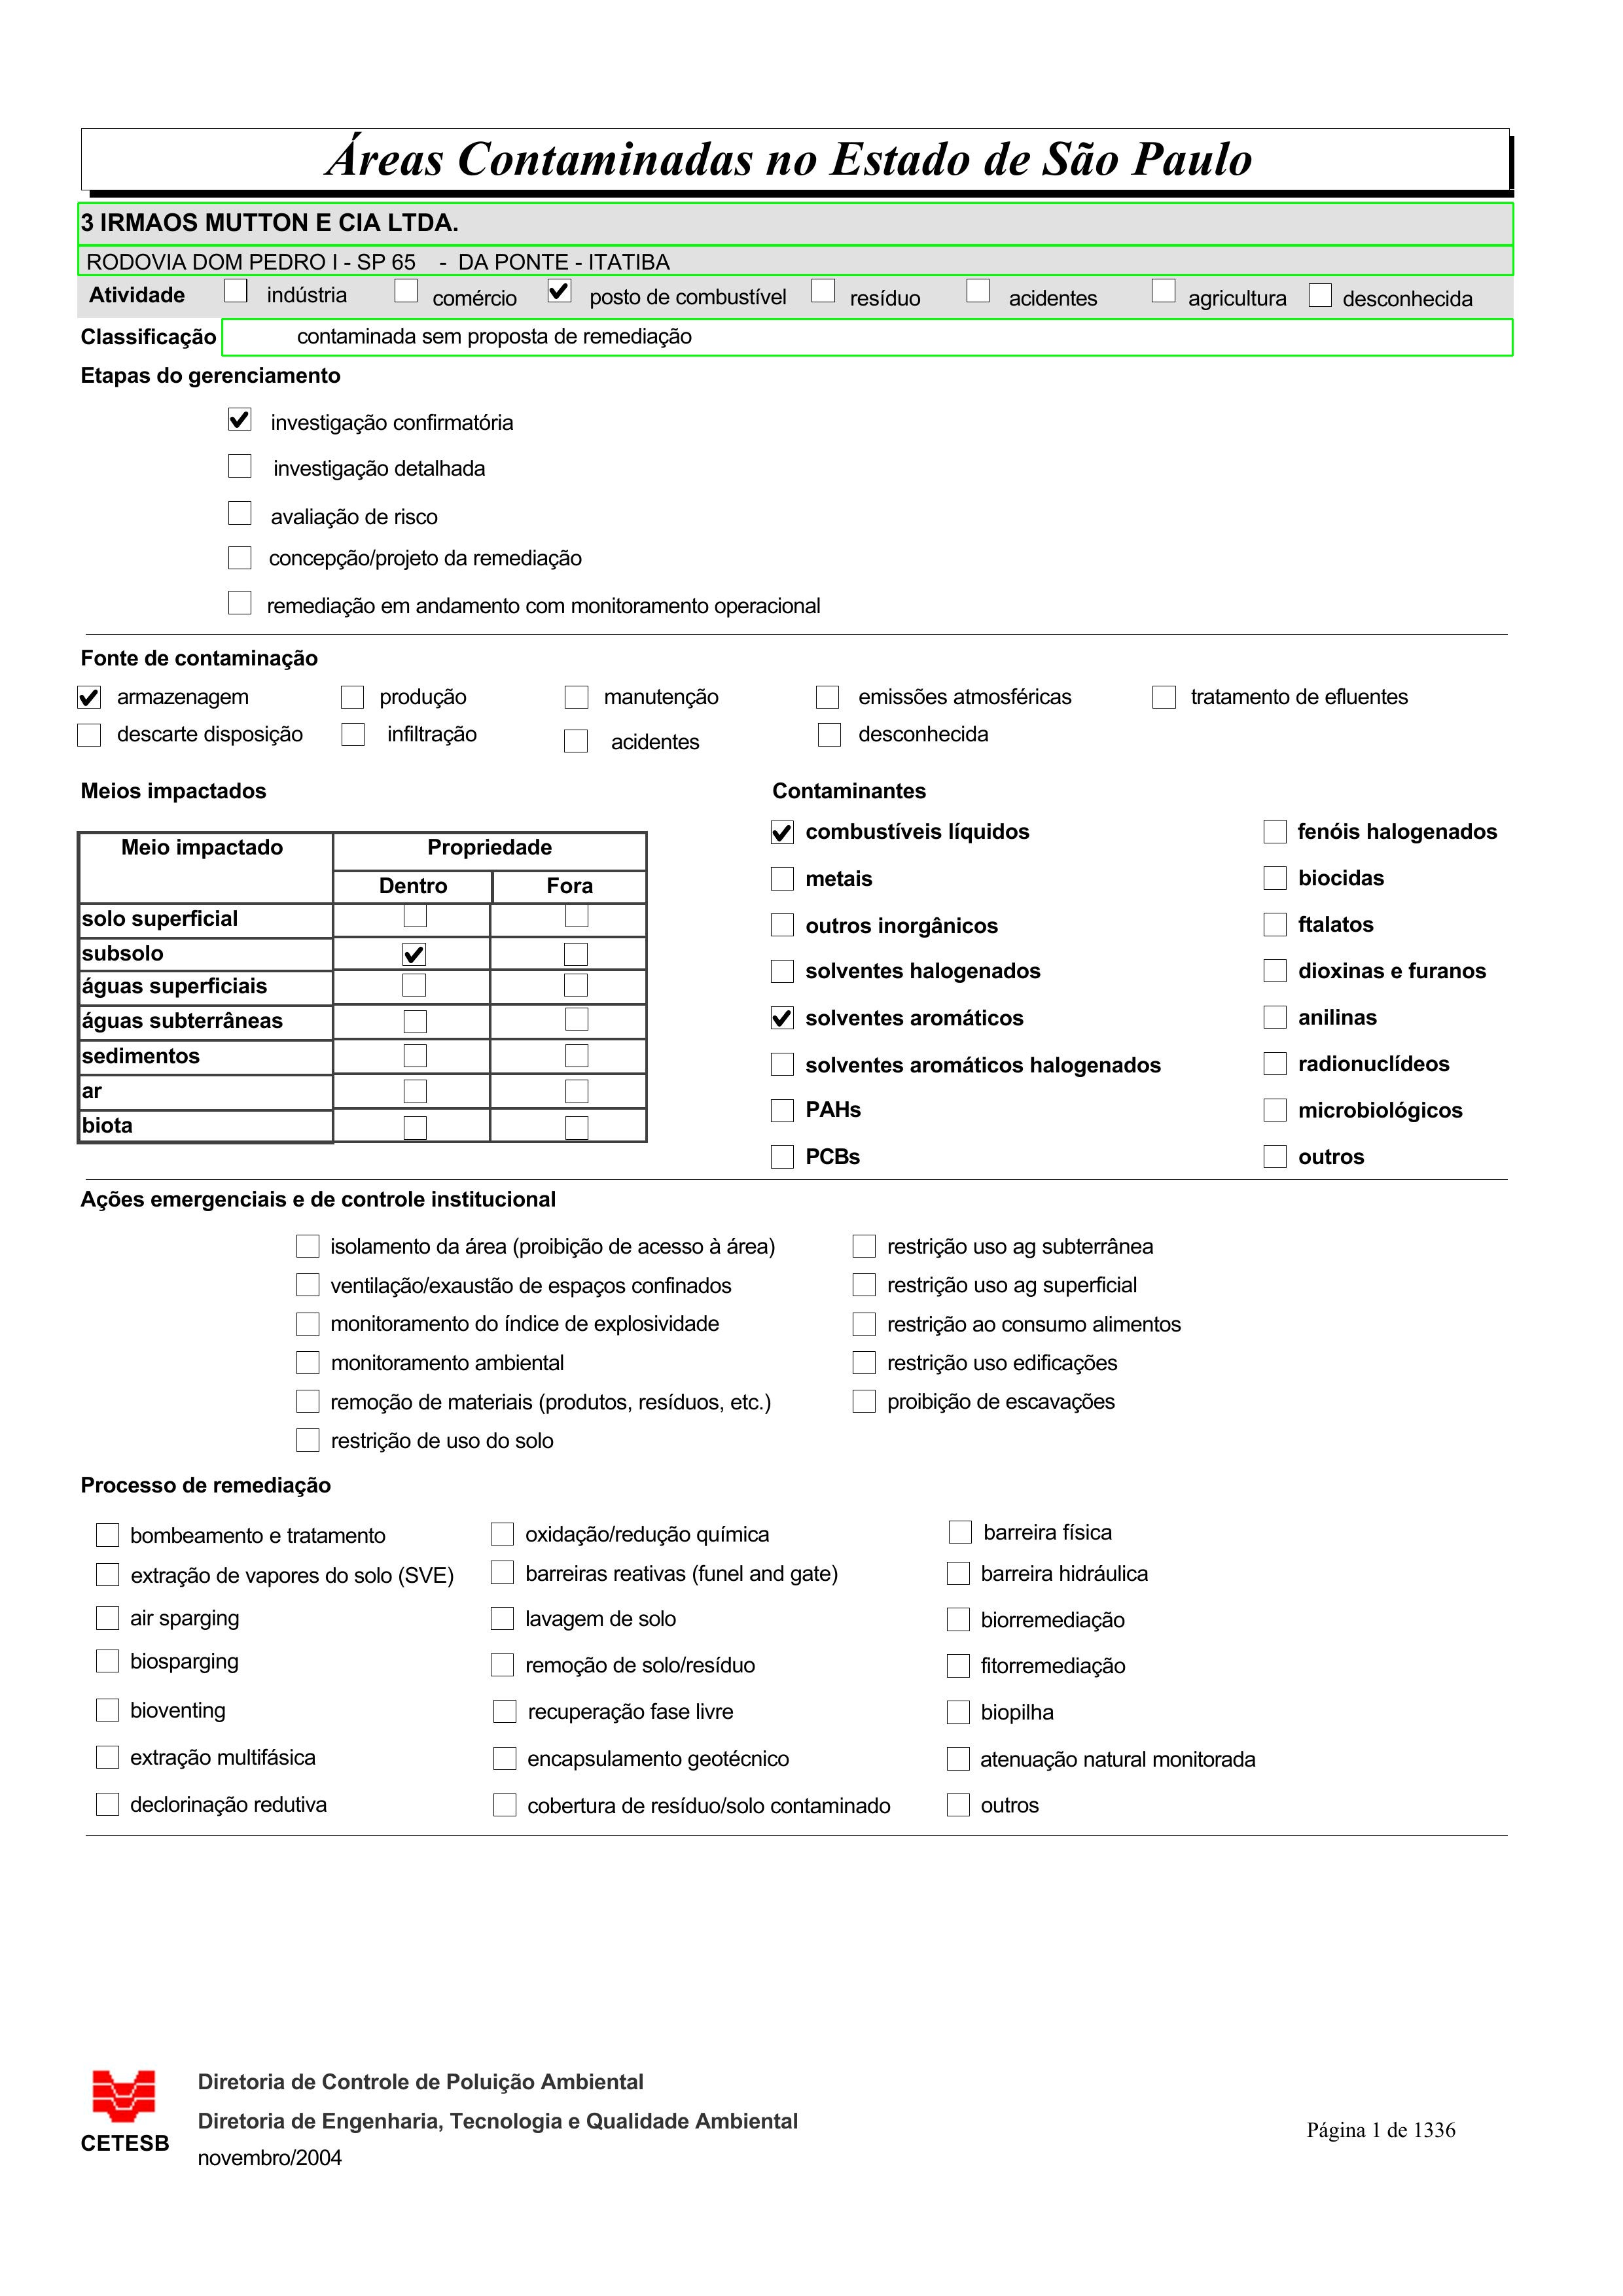 Áreas Contaminadas no Estado de São Paulo
3 IRMAOS MUTTON E CIA LTDA.
RODOVIA DOM PEDRO I - SP 65 - DA PONTE - ITATIBA
Atividade indústria comércio posto de combustível resíduo acidentes agricultura desconhecida
Classificação contaminada sem proposta de remediação
Etapas do gerenciamento
investigação confirmatória
investigação detalhada
avaliação de risco
concepção/projeto da remediação
remediação em andamento com monitoramento operacional
Fonte de contaminação
armazenagem produção manutenção emissões atmosféricas tratamento de efluentes
descarte disposição infiltração acidentes desconhecida
Meios impactados
Meio impactado Propriedade
Dentro Fora
solo superficial
subsolo
águas superficiais
águas subterrâneas
sedimentos
ar
biota
Contaminantes
combustíveis líquidos fenóis halogenados
metais biocidas
outros inorgânicos ftalatos
solventes halogenados dioxinas e furanos
solventes aromáticos anilinas
solventes aromáticos halogenados radionuclídeos
PAHs microbiológicos
PCBs outros
Ações emergenciais e de controle institucional
isolamento da área (proibição de acesso à área) restrição uso ag subterrânea
ventilação/exaustão de espaços confinados restrição uso ag superficial
monitoramento do índice de explosividade restrição ao consumo alimentos
monitoramento ambiental restrição uso edificações
remoção de materiais (produtos, resíduos, etc.) proibição de escavações
restrição de uso do solo
Processo de remediação
bombeamento e tratamento oxidação/redução química barreira física
extração de vapores do solo (SVE) barreiras reativas (funel and gate) barreira hidráulica
air sparging lavagem de solo biorremediação
biosparging remoção de solo/resíduo fitorremediação
bioventing recuperação fase livre biopilha
extração multifásica encapsulamento geotécnico atenuação natural monitorada
declorinação redutiva cobertura de resíduo/solo contaminado outros
Diretoria de Controle de Poluição Ambiental
Diretoria de Engenharia, Tecnologia e Qualidade Ambiental
CETESB
novembro/2004
Página 1 de 1336